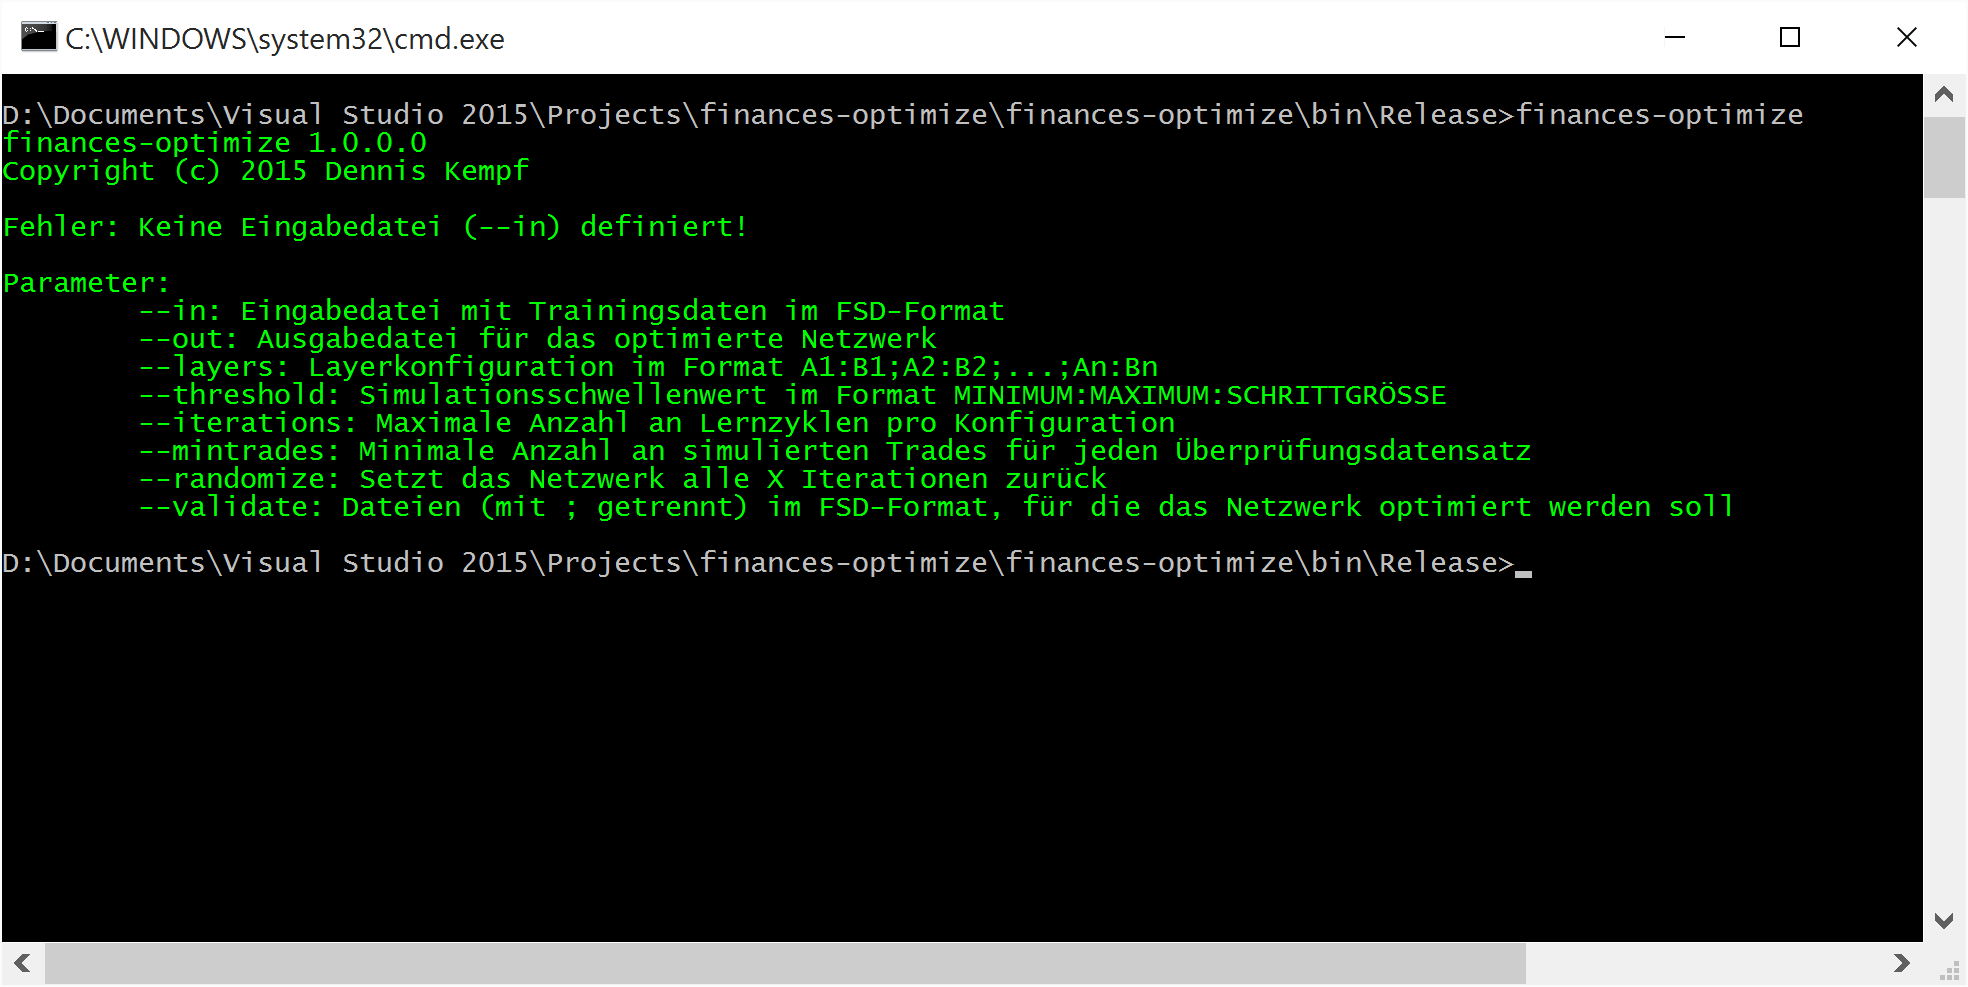 C:\WINDOWS\system32\cmd.exe
D:\Documents\Visual Studio 2015\Projects\finances-optimize\finances-optimize\bin\Release>finances-optimize
finances-optimize 1.0.0.0
Copyright (c) 2015 Dennis Kempf
Fehler: Keine Eingabedatei (--in) definiert!
Parameter:
--in: Eingabedatei mit Trainingsdaten im FSD-Format
--out: Ausgabedatei für das optimierte Netzwerk
--layers: Layerkonfiguration im Format A1:B1;A2:B2;...;An:Bn
--threshold: Simulationsschwellenwert im Format MINIMUM:MAXIMUM:SCHRITTGRÖSSE
--iterations: Maximale Anzahl an Lernzyklen pro Konfiguration
--mintrades: Minimale Anzahl an simulierten Trades für jeden Überprüfungsdatensatz
--randomize: Setzt das Netzwerk alle X Iterationen zurück
--validate: Dateien (mit ; getrennt) im FSD-Format, für die das Netzwerk optimiert werden soll
D:\Documents\Visual Studio 2015\Projects\finances-optimize\finances-optimize\bin\Release>